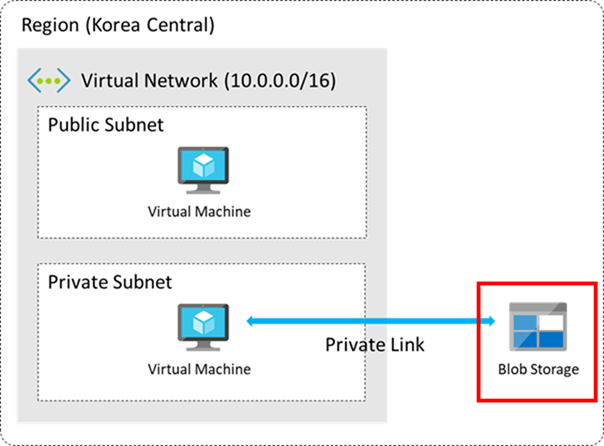 Region (Korea Central)
Virtual Network (10.0.0.0/16)
Public Subnet
Virtual Machine
Private Subnet
Virtual Machine
Private Link
Blob Storage